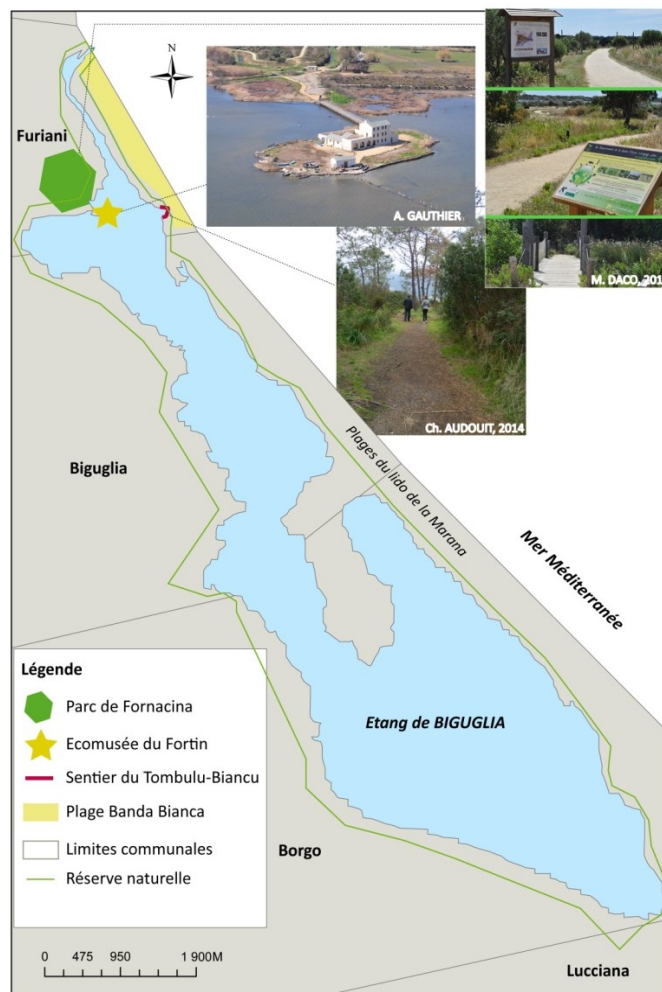 N
Furiani
A. GAUTHIER
M. DACO, 201
Ch. AUDOUIT, 2014
Biguglia
Plages du lido de la Marana
Mer Méditerranée
Légende
Parc de Fornacina
Ecomusée du Fortin
Sentier du Tombulu-Biancu
Plage Banda Bianca
Limites communales
Réserve naturelle
Etang de BIGUGLIA
Borgo
0 475 950 1 900M
Lucciana